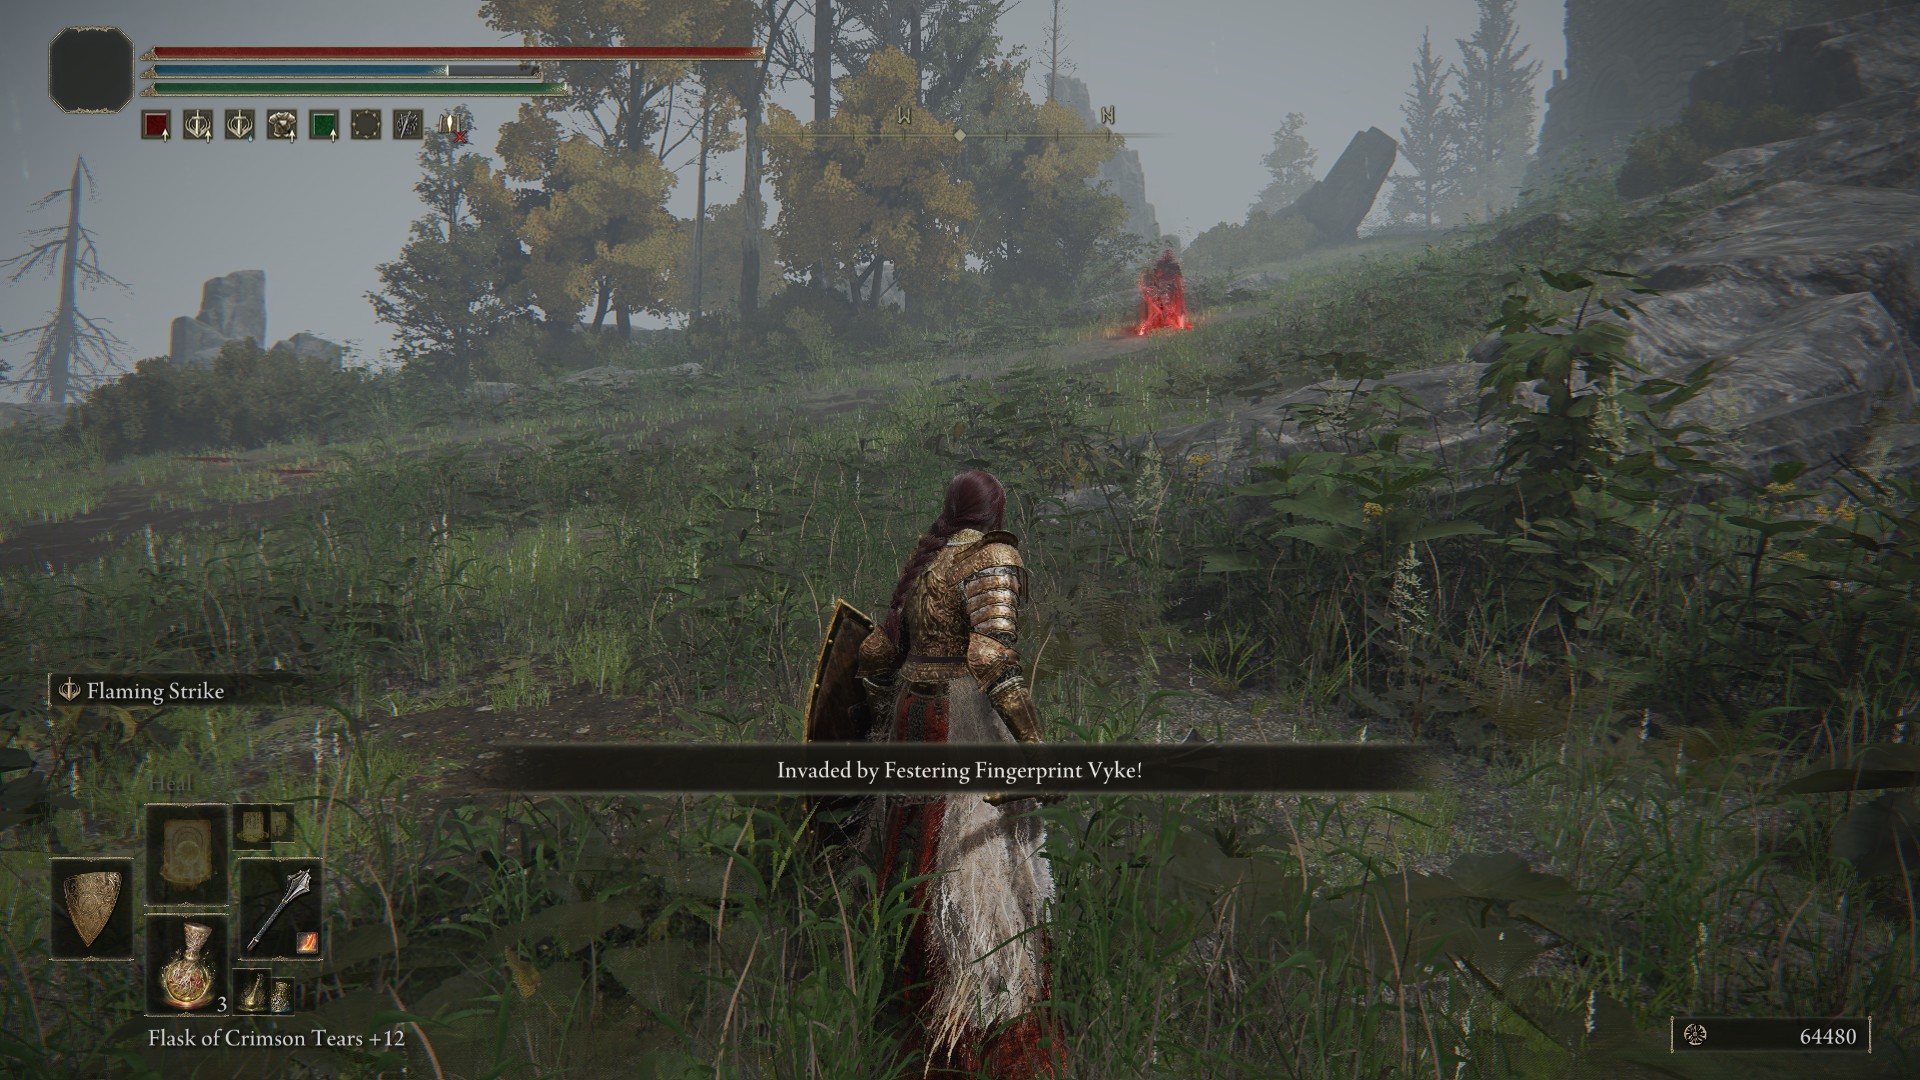 W
N
Flaming Strike
Invaded by Festering Fingerprint Vyke!
Heal
3
Flask of Crimson Tears +12
64480